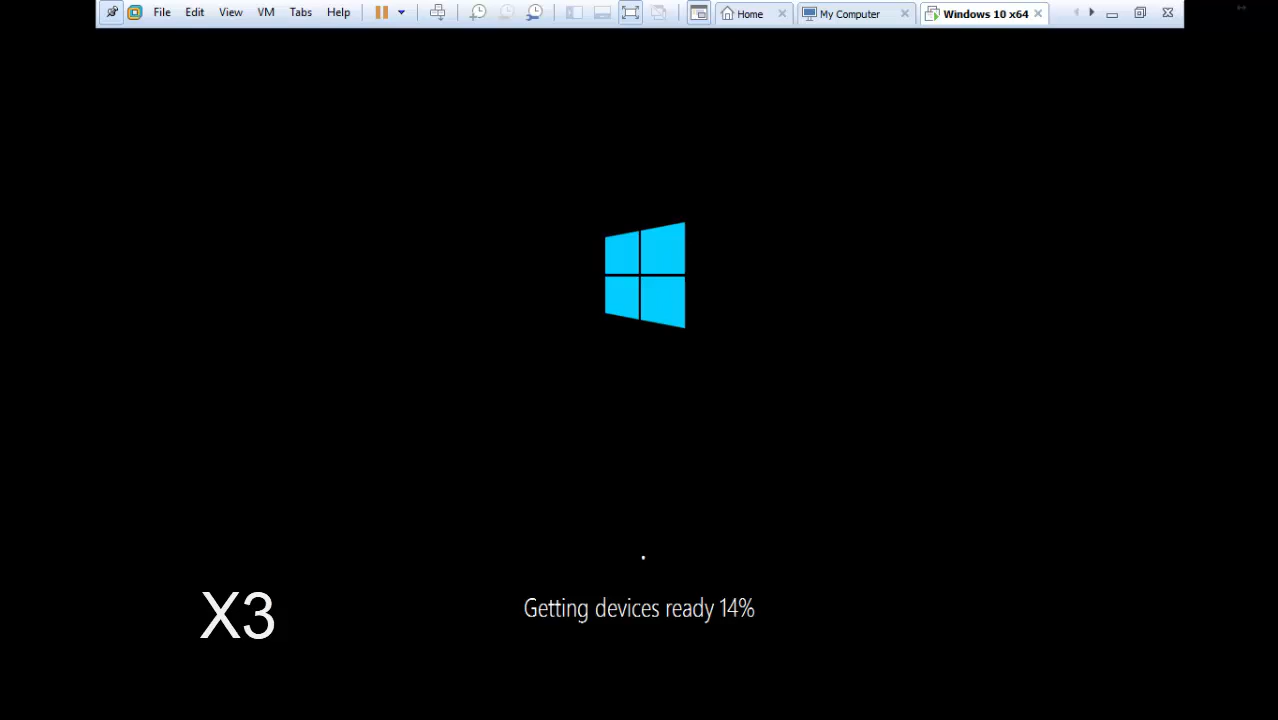 File Edit View VM Tabs Help Home My Computer Windows 10 x64
Getting devices ready 14%
X3